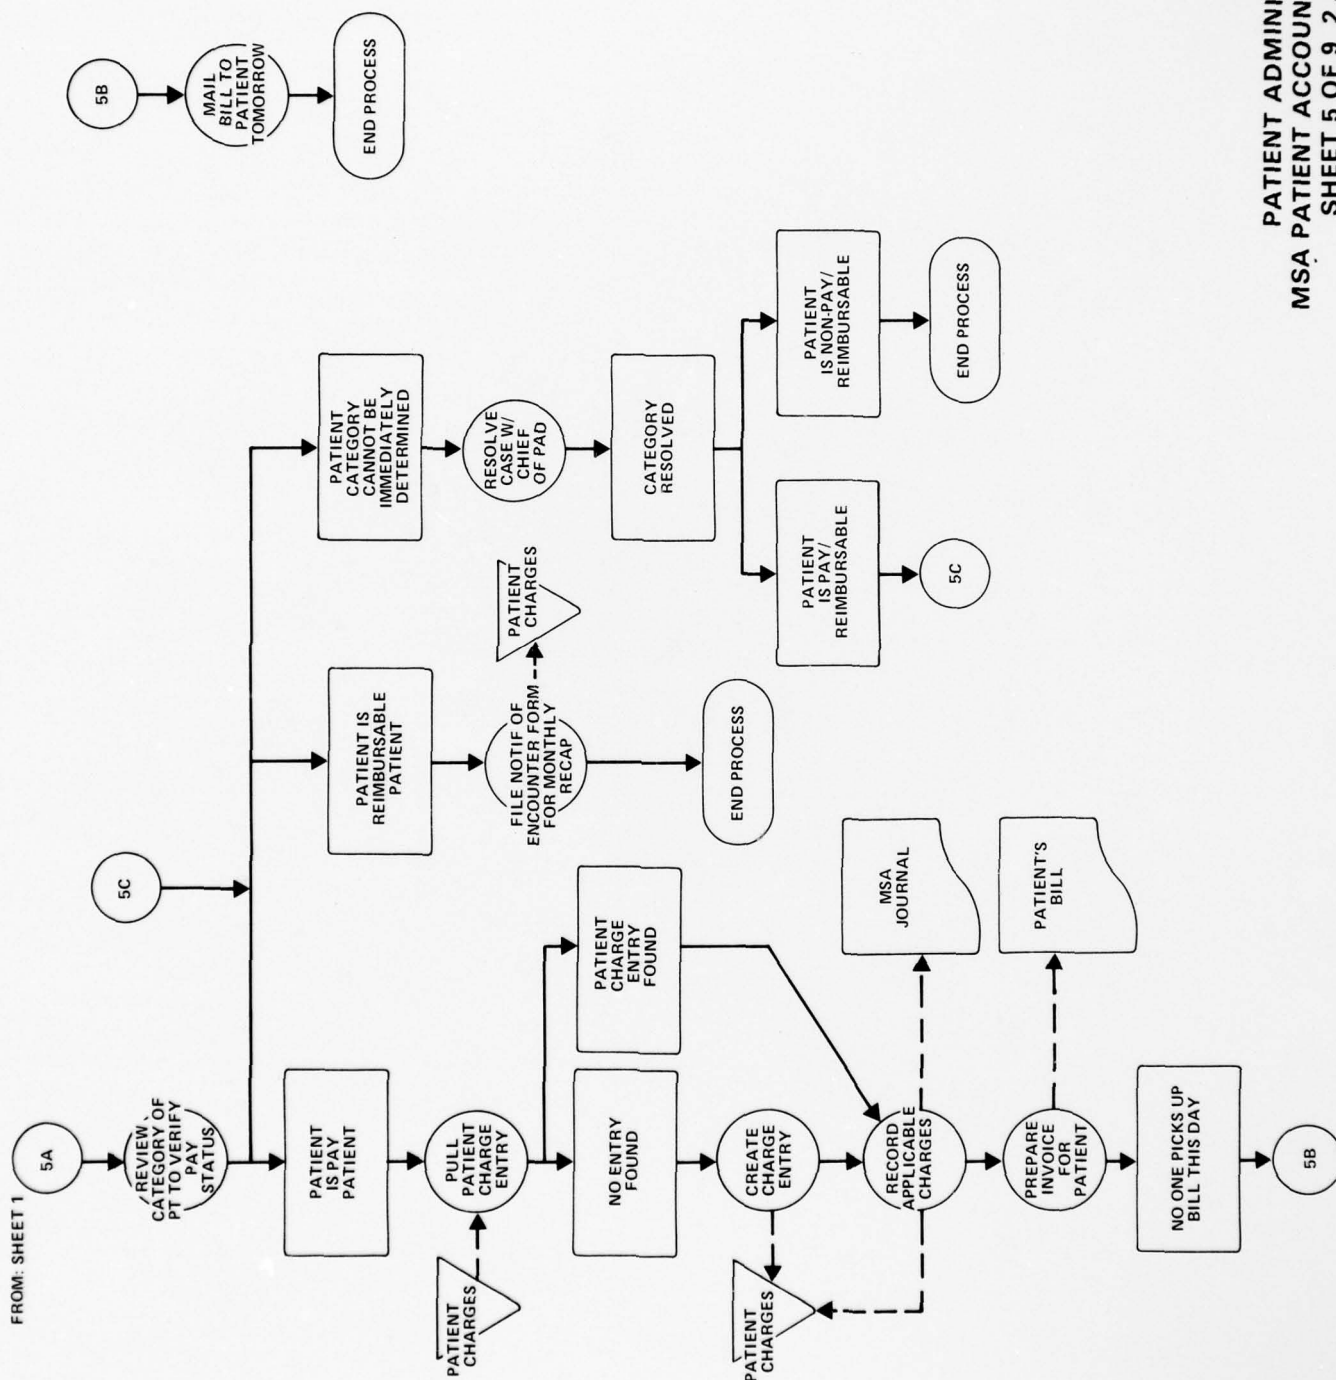 FROM: SHEET 1
5A
REVIEW
CATEGORY OF
PT TO VERIFY
PAY
STATUS
5C
PATIENT
IS PAY
PATIENT
PULL
PATIENT
CHARGE
ENTRY
PATIENT
CHARGES
NO ENTRY
FOUND
PATIENT
CHARGE
ENTRY
FOUND
CREATE
CHARGE
ENTRY
PATIENT
CHARGES
RECORD
APPLICABLE
CHARGES
MSA
JOURNAL
PREPARE
INVOICE
FOR
PATIENT
PATIENT'S
BILL
NO ONE PICKS UP
BILL THIS DAY
5B
PATIENT IS
REIMBURSABLE
PATIENT
FILE NOTIF OF
ENCOUNTER FORM
FOR MONTHLY
RECAP
PATIENT
CHARGES
END PROCESS
PATIENT
CATEGORY
CANNOT BE
IMMEDIATELY
DETERMINED
RESOLVE
CASE W/
CHIEF
OF PAD
CATEGORY
RESOLVED
PATIENT
IS PAY/
REIMBURSABLE
5C
PATIENT
IS NON-PAY/
REIMBURSABLE
END PROCESS
5B
MAIL
BILL TO
PATIENT
TOMORROW
END PROCESS
PATIENT ADMINI
MSA PATIENT ACCOUN
SHEET 5 OF 9